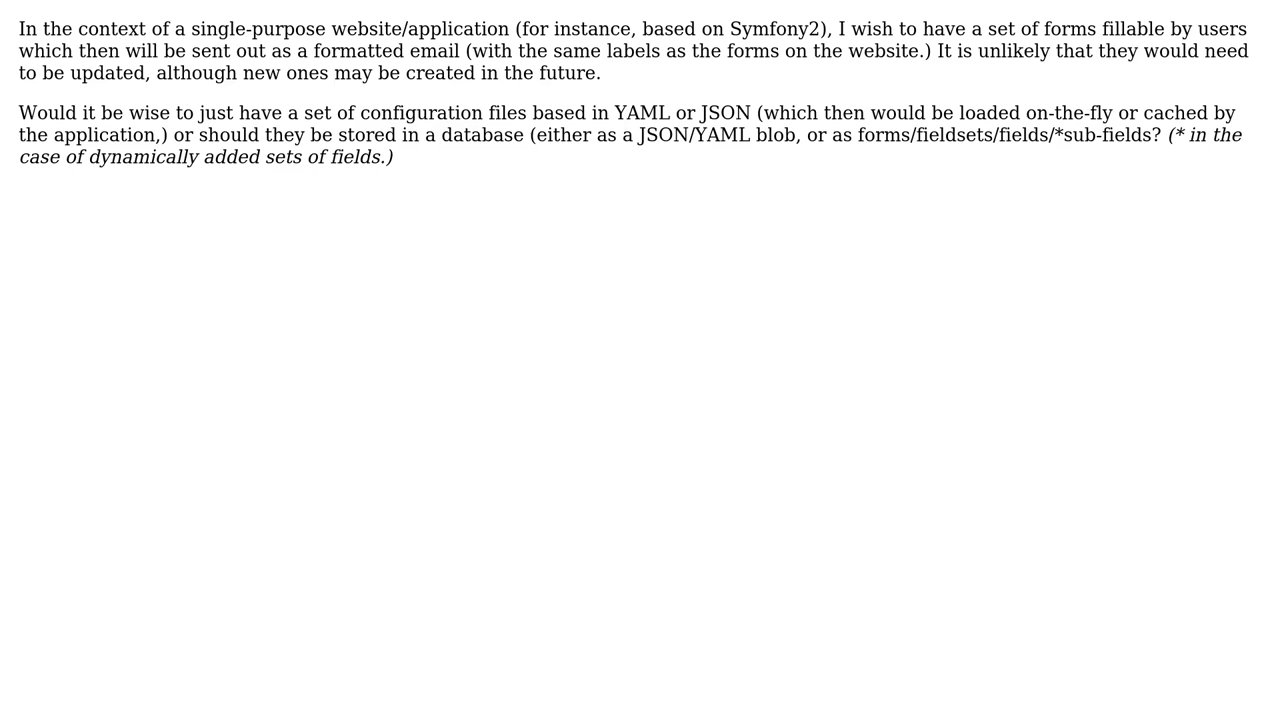 In the context of a single-purpose website/application (for instance, based on Symfony2), I wish to have a set of forms fillable by users
which then will be sent out as a formatted email (with the same labels as the forms on the website.) It is unlikely that they would need
to be updated, although new ones may be created in the future.
Would it be wise to just have a set of configuration files based in YAML or JSON (which then would be loaded on-the-fly or cached by
the application,) or should they be stored in a database (either as a JSON/YAML blob, or as forms/fieldsets/fields/*sub-fields? (* in the
case of dynamically added sets of fields.)